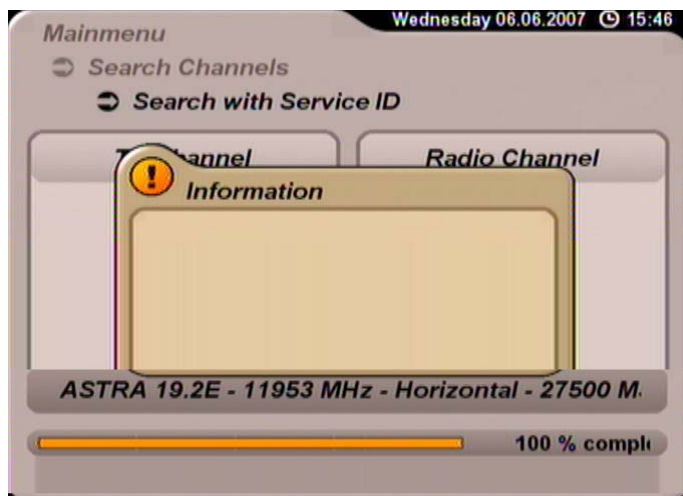 Wednesday 06.06.2007 15:46
Mainmenu
Search Channels
Search with Service ID
Radio Channel
Information
ASTRA 19.2E - 11953 MHz - Horizontal - 27500 M
100 % compl